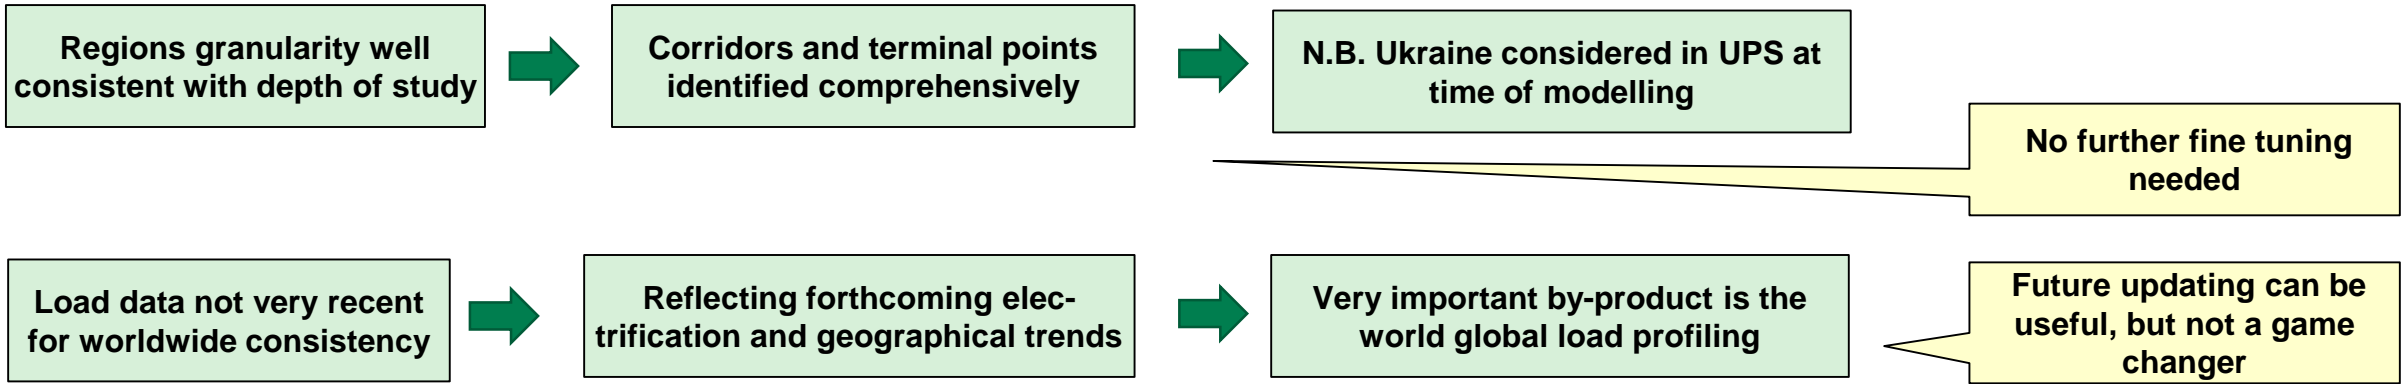 Regions granularity well
consistent with depth of study
Corridors and terminal points
identified comprehensively
N.B. Ukraine considered in UPS at
time of modelling
No further fine tuning
needed
Load data not very recent
for worldwide consistency
Reflecting forthcoming elec-
trification and geographical trends
Very important by-product is the
world global load profiling
Future updating can be
useful, but not a game
changer